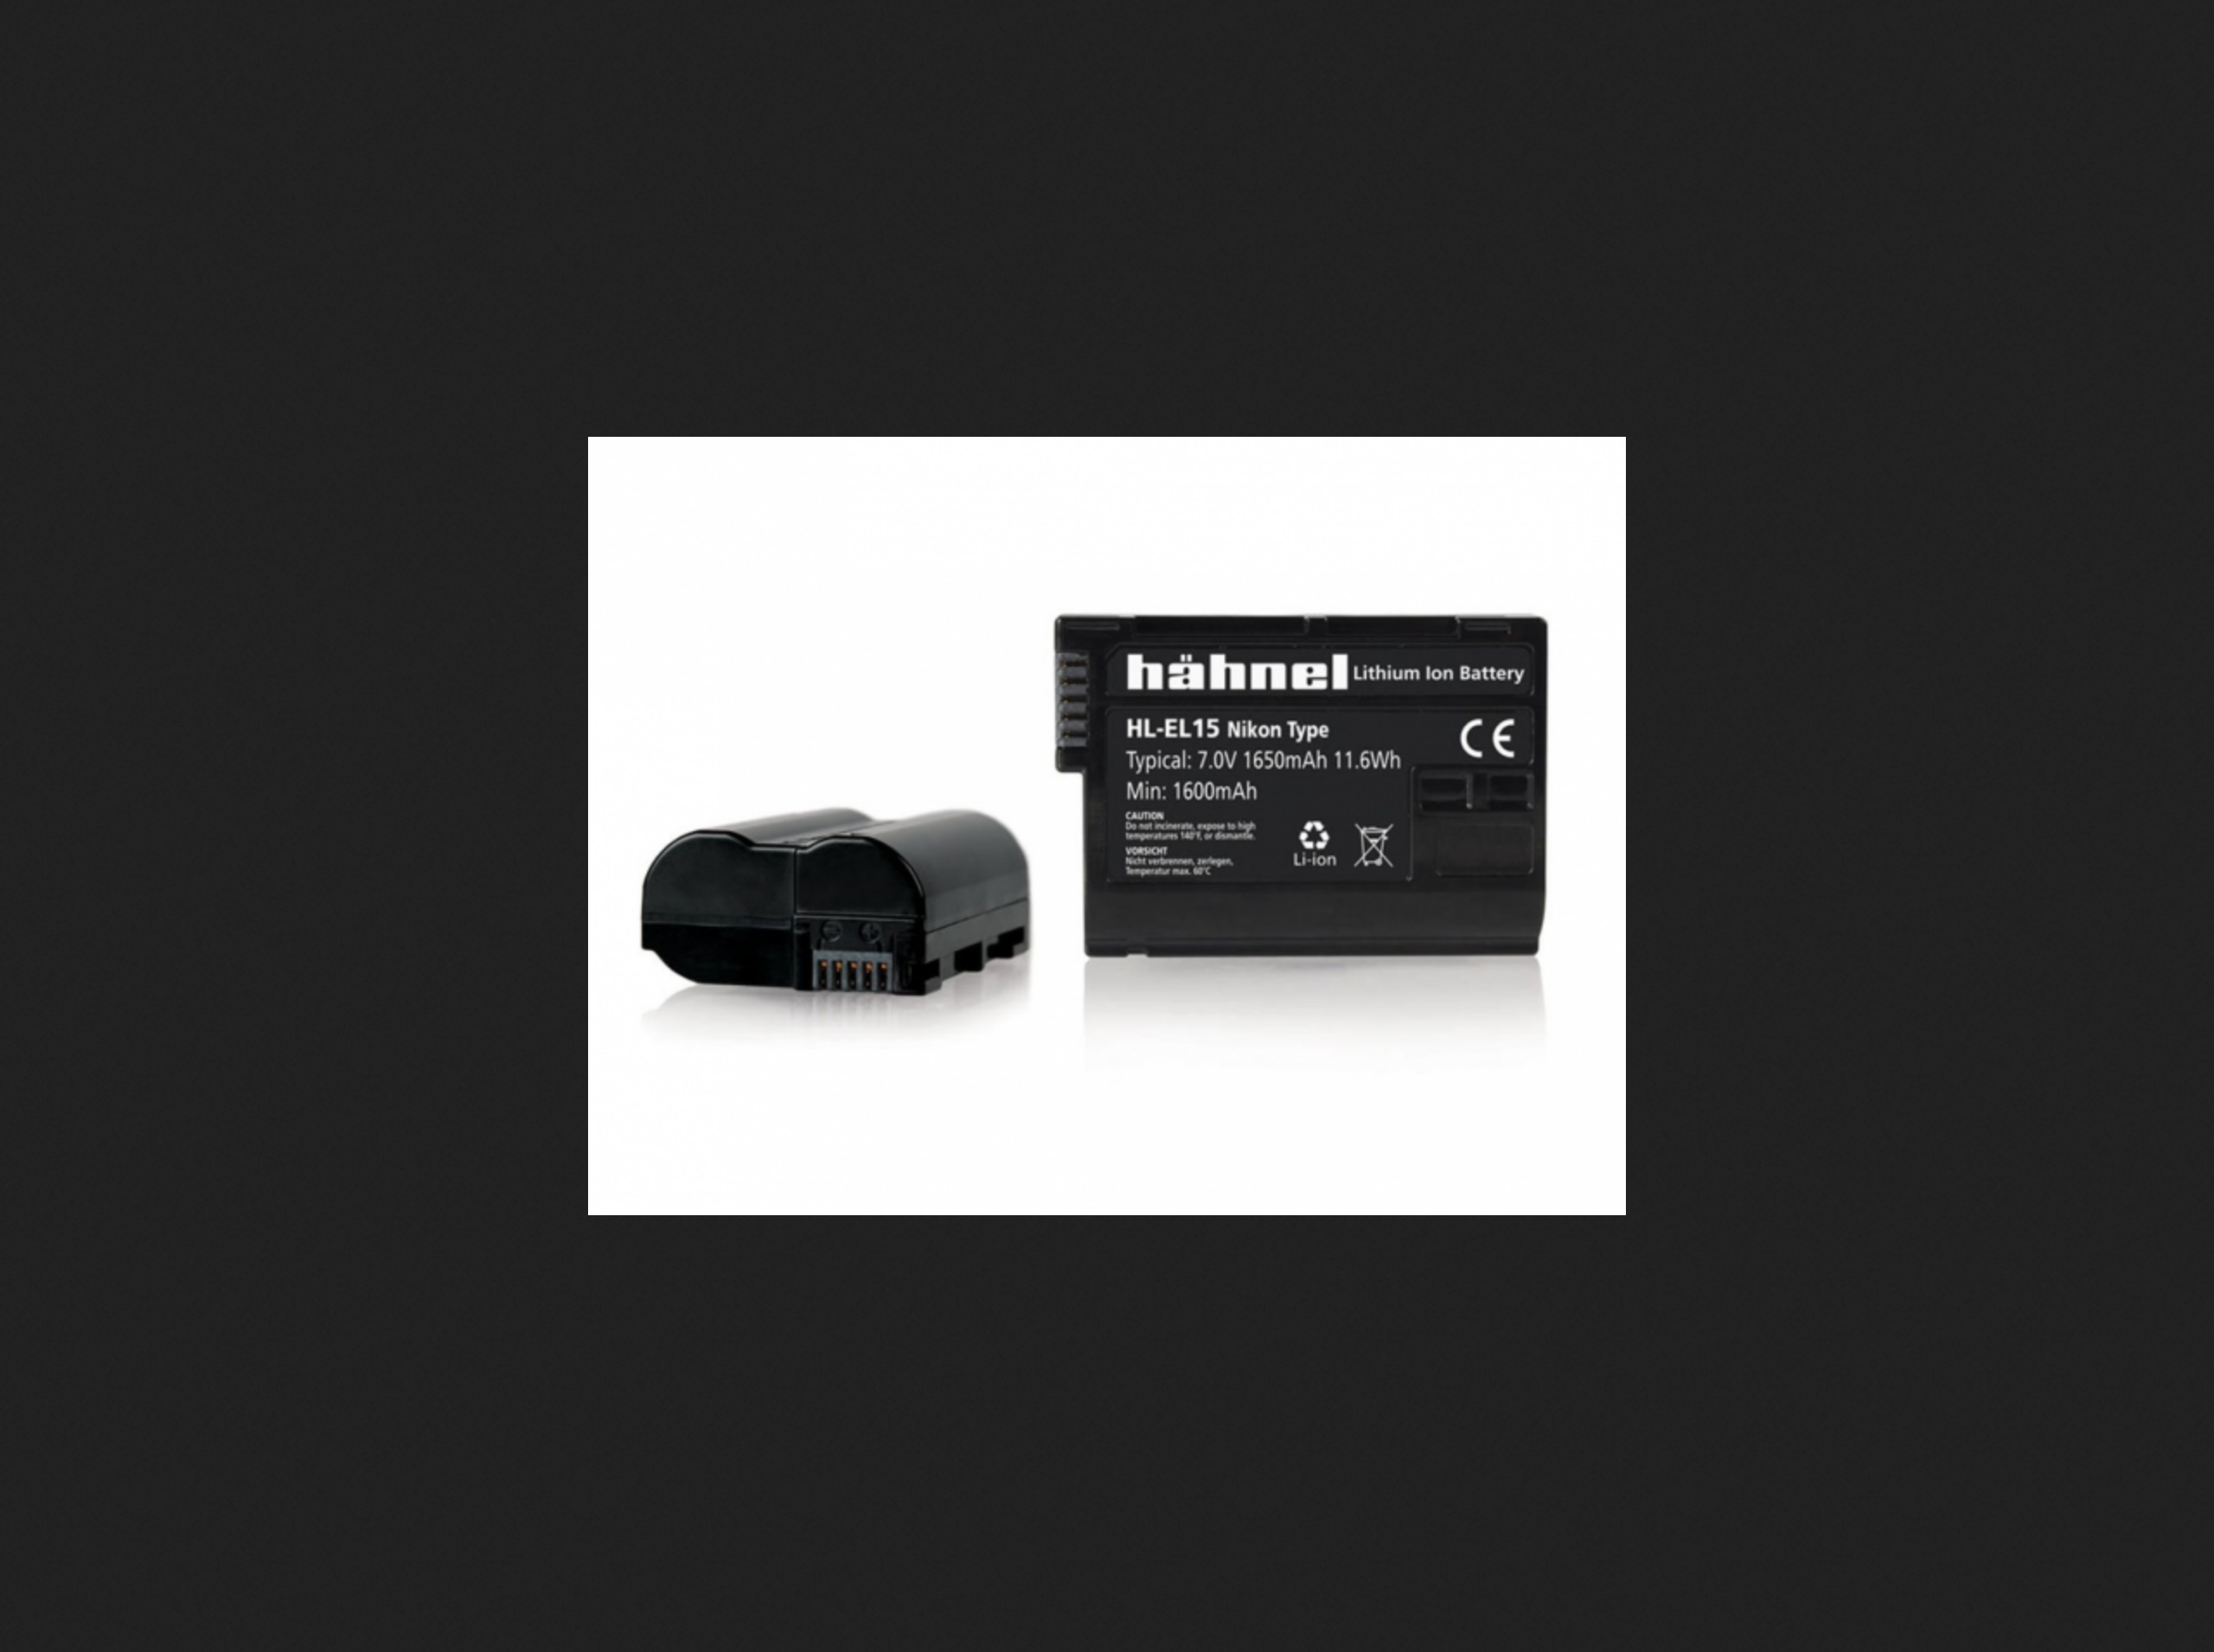 hähnel Lithium Ion Battery
HL-EL15 Nikon Type
Typical: 7.0V 1650mAh 11.6Wh
Min: 1600mAh
CAUTION
Do not incinerate, expose to high
temperatures 140°F, or dismantle.
VORSICHT
Nicht verbrennen, zerlegen,
Temperatur max. 60°C
CE
Li-ion